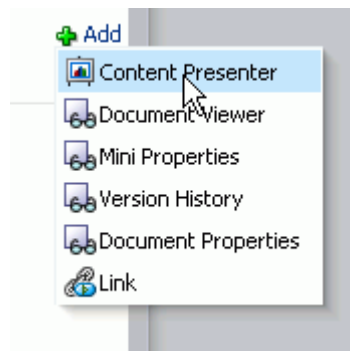 Add
Content Presenter
Document Viewer
Mini Properties
Version History
Document Properties
Link